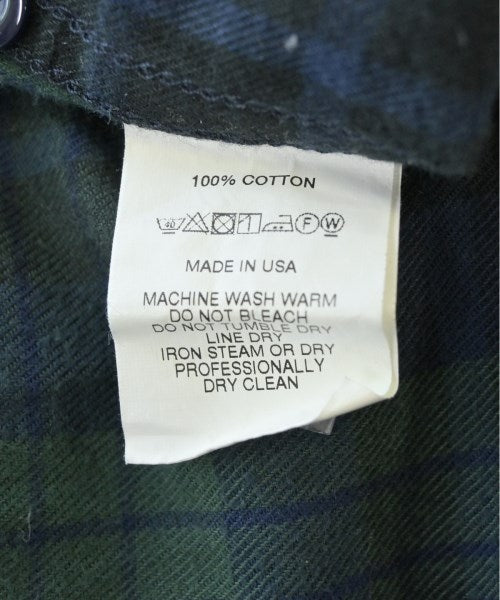 100% COTTON
40 F W
MADE IN USA
MACHINE WASH WARM
DO NOT BLEACH
DO NOT TUMBLE DRY
LINE DRY
IRON STEAM OR DRY
PROFESSIONALLY
DRY CLEAN